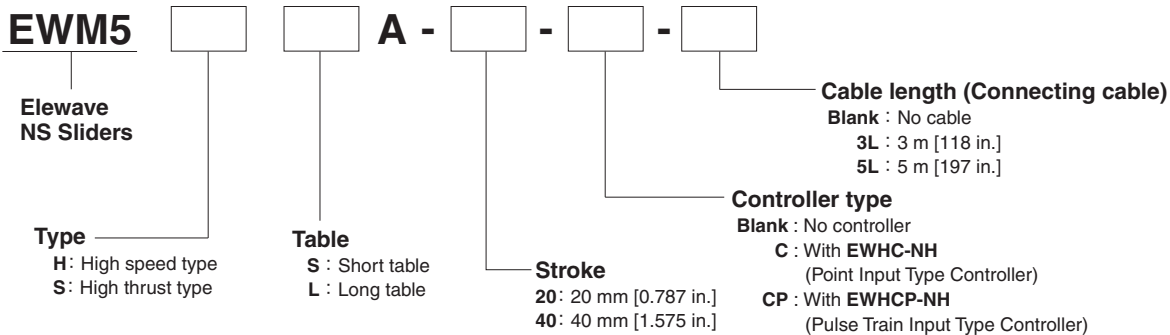 EWM5 A - - -
Elewave
NS Sliders
Type
H: High speed type
S: High thrust type
Table
S : Short table
L : Long table
Stroke
20: 20 mm [0.787 in.]
40: 40 mm [1.575 in.]
Controller type
Blank : No controller
C : With EWHC-NH
(Point Input Type Controller)
CP : With EWHCP-NH
(Pulse Train Input Type Controller)
Cable length (Connecting cable)
Blank : No cable
3L : 3 m [118 in.]
5L : 5 m [197 in.]